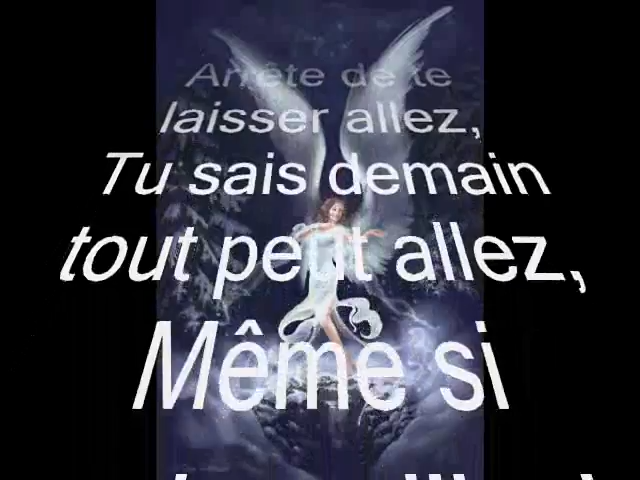 Arrête de te
laisser allez,
Tu sais demain
tout peut allez,
Même si